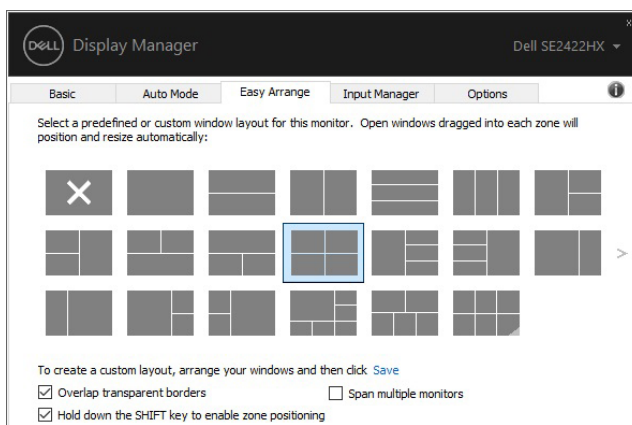 DELL Display Manager
Dell SE2422HX
Basic Auto Mode Easy Arrange Input Manager Options
Select a predefined or custom window layout for this monitor. Open windows dragged into each zone will
position and resize automatically:
To create a custom layout, arrange your windows and then click Save
Overlap transparent borders
Span multiple monitors
Hold down the SHIFT key to enable zone positioning